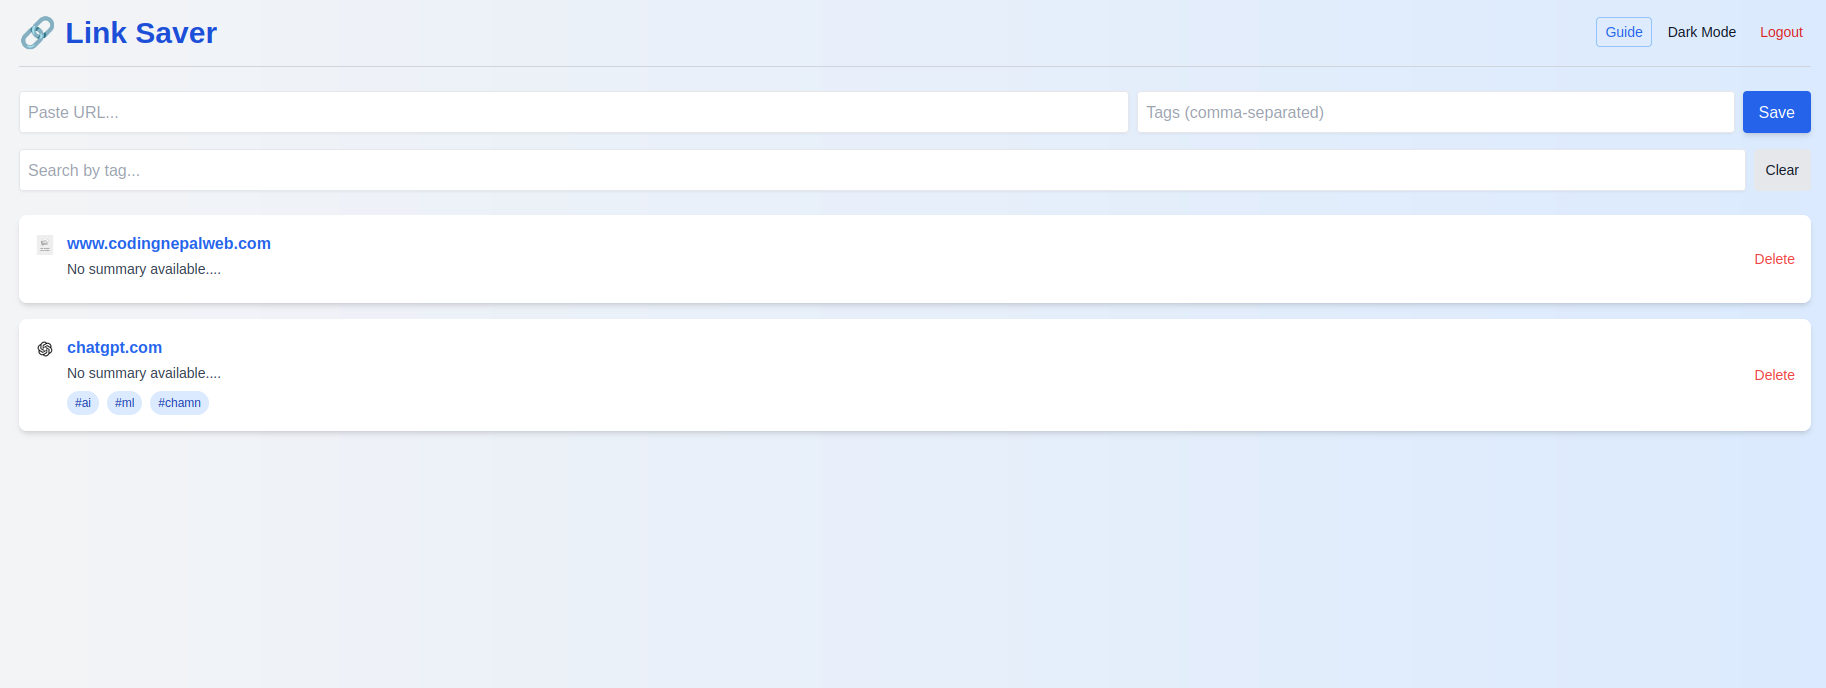 Link Saver
Guide Dark Mode Logout
Paste URL... Tags (comma-separated) Save
Search by tag... Clear
www.codingnepalweb.com
No summary available....
Delete
chatgpt.com
No summary available....
Delete
#ai #ml #chamn